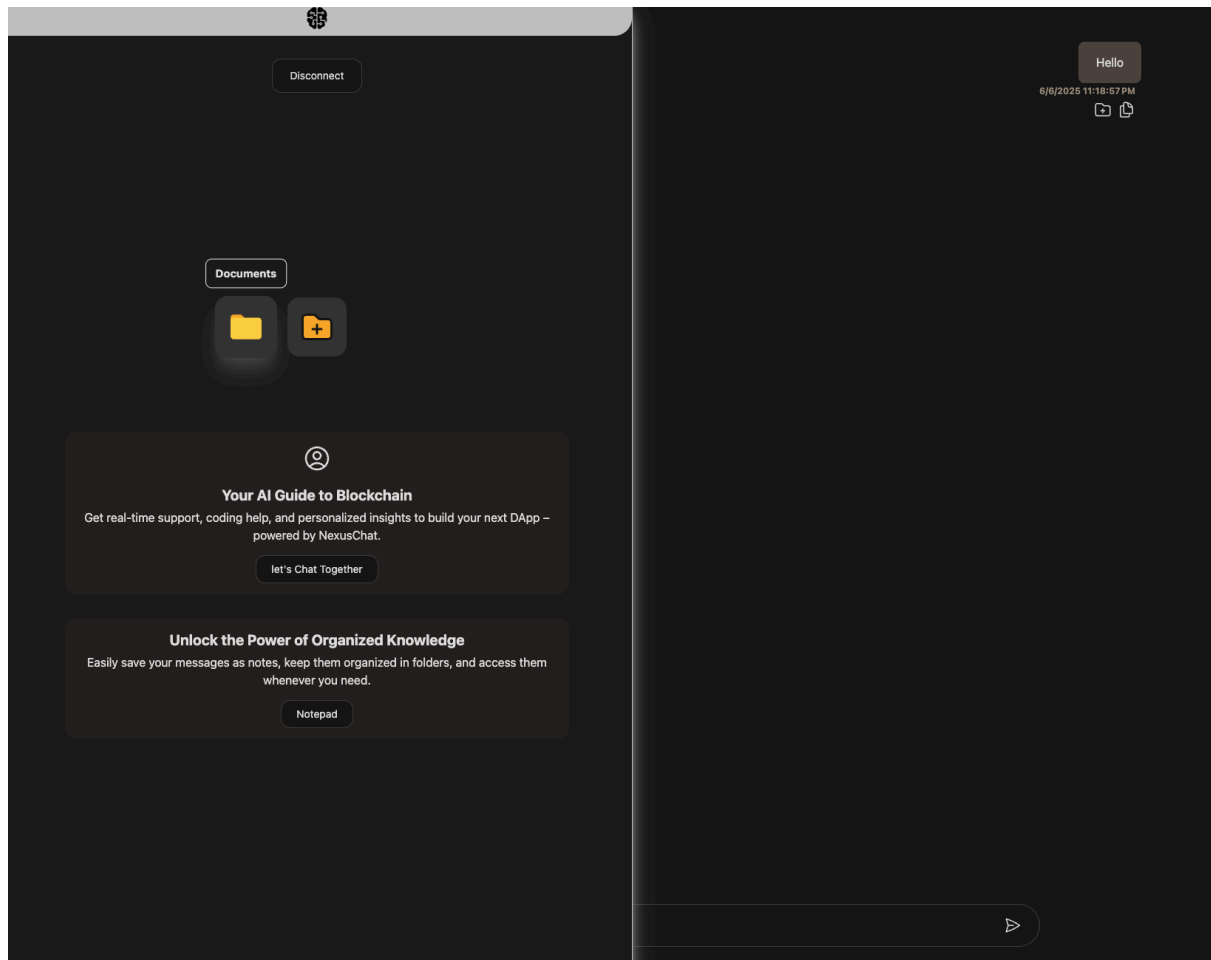 Disconnect
Documents
Your AI Guide to Blockchain
Get real-time support, coding help, and personalized insights to build your next DApp –
powered by NexusChat.
let's Chat Together
Unlock the Power of Organized Knowledge
Easily save your messages as notes, keep them organized in folders, and access them
whenever you need.
Notepad
Hello
6/6/2025 11:18:57 PM